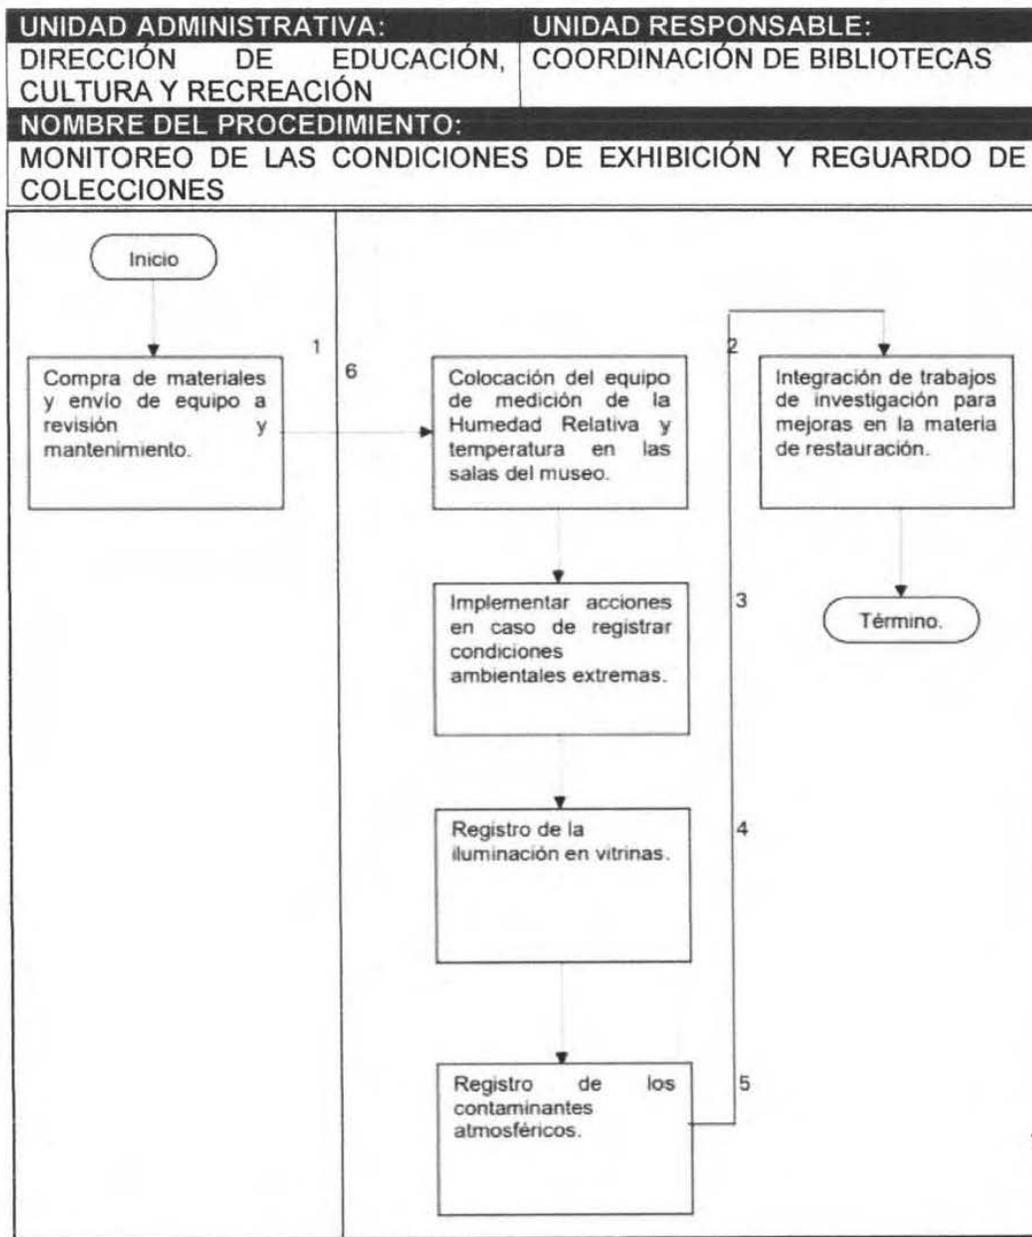 UNIDAD ADMINISTRATIVA:
UNIDAD RESPONSABLE:
DIRECCIÓN DE EDUCACIÓN,
CULTURA Y RECREACIÓN
COORDINACIÓN DE BIBLIOTECAS
NOMBRE DEL PROCEDIMIENTO:
MONITOREO DE LAS CONDICIONES DE EXHIBICIÓN Y REGUARDO DE
COLECCIONES
Inicio
1
Compra de materiales
y envío de equipo a
revisión y
mantenimiento.
6
Colocación del equipo
de medición de la
Humedad Relativa y
temperatura en las
salas del museo.
2
Implementar acciones
en caso de registrar
condiciones
ambientales extremas.
3
Registro de la
iluminación en vitrinas.
4
Registro de los
contaminantes
atmosféricos.
5
Integración de trabajos
de investigación para
mejoras en la materia
de restauración.
Término.